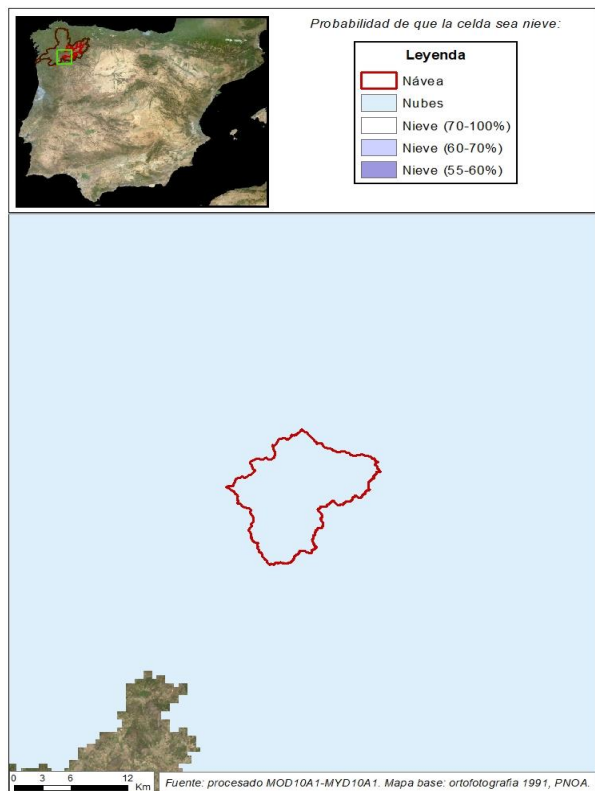 Probabilidad de que la celda sea nieve:
Leyenda
Návea
Nubes
Nieve (70-100%)
Nieve (60-70%)
Nieve (55-60%)
0 3 6 12
Km
Fuente: procesado MOD10A1-MYD10A1. Mapa base: ortofotografia 1991, PNOA.